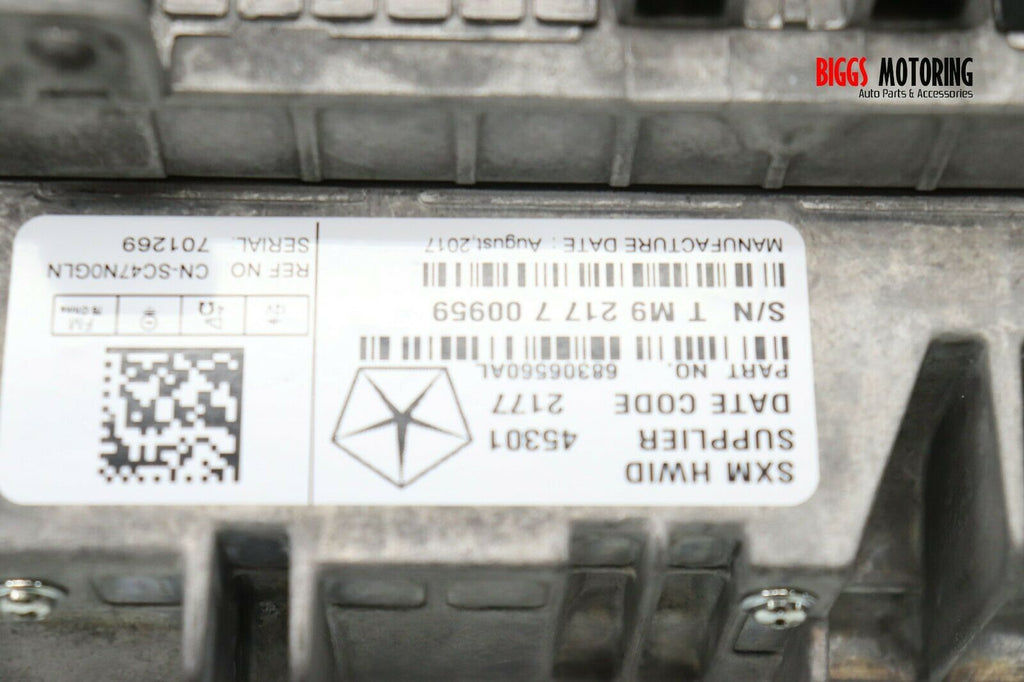 BIGGS MOTORING
Auto Parts & Accessories
SXM HWID
SUPPLIER 45301
DATE CODE 2177
PART NO. 68306560AL
S/N T M9 217 7 00959
MANUFACTURE DATE : August,2017
REF NO CN-SC47N0GLN
SERIAL: 701269